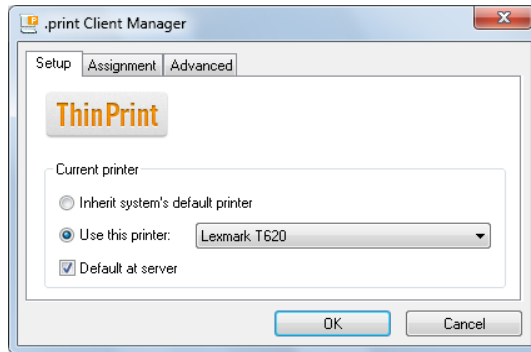 .print Client Manager
Setup Assignment Advanced
ThinPrint
Current printer
Inherit system's default printer
Use this printer: Lexmark T620
Default at server
OK Cancel